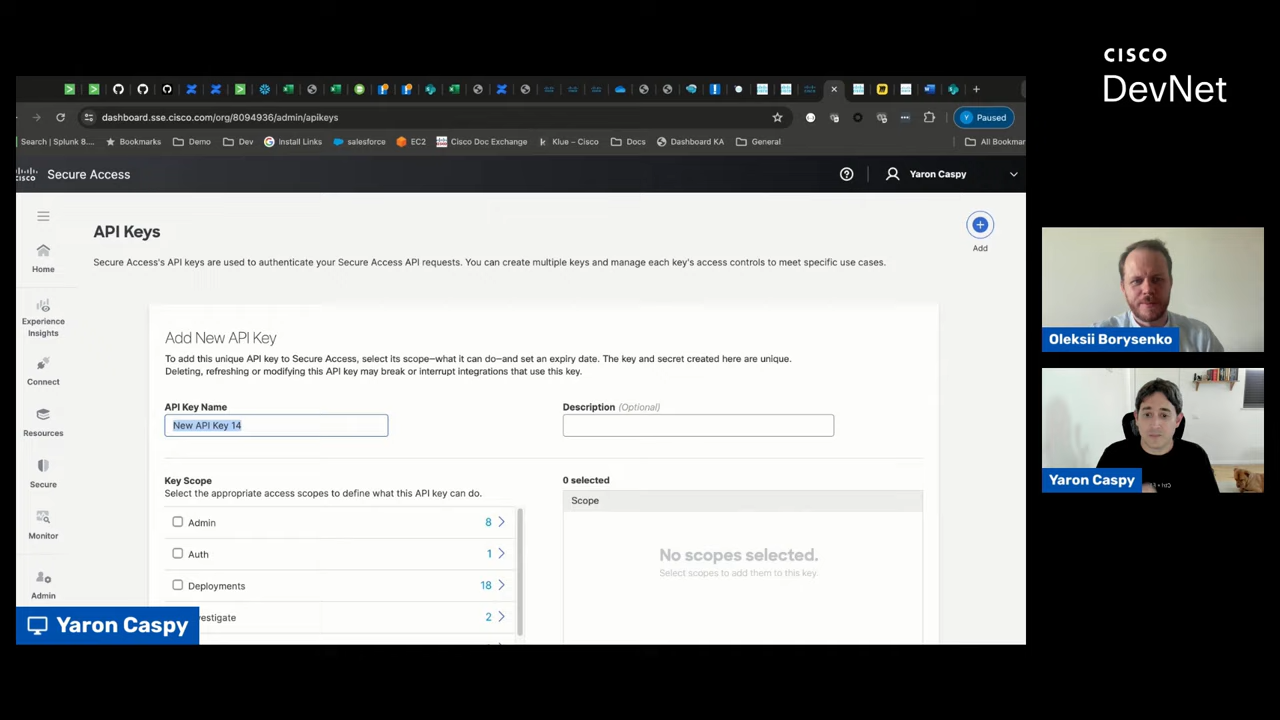 CISCO
DevNet
dashboard.sse.cisco.com/org/8094936/admin/apikeys
Paused
Search | Splunk 8....
Bookmarks
Demo
Dev
Install Links
salesforce
EC2
Cisco Doc Exchange
Klue – Cisco
Docs
Dashboard KA
General
All Bookmar
CISCO
Secure Access
Yaron Caspy
API Keys
Add
Secure Access's API keys are used to authenticate your Secure Access API requests. You can create multiple keys and manage each key's access controls to meet specific use cases.
Home
Experience
Insights
Connect
Resources
Secure
Monitor
Admin
Add New API Key
To add this unique API key to Secure Access, select its scope—what it can do—and set an expiry date. The key and secret created here are unique.
Deleting, refreshing or modifying this API key may break or interrupt integrations that use this key.
API Key Name
Description (Optional)
New API Key 14
Key Scope
Select the appropriate access scopes to define what this API key can do.
0 selected
Scope
Admin 8
Auth 1
Deployments 18
vestigate 2
No scopes selected.
Select scopes to add them to this key.
Yaron Caspy
Oleksii Borysenko
Yaron Caspy